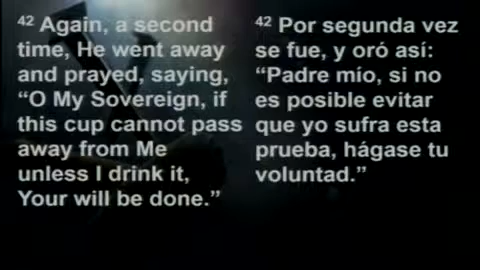 42 Again, a second
time, He went away
and prayed, saying,
“O My Sovereign, if
this cup cannot pass
away from Me
unless I drink it,
Your will be done.”
42 Por segunda vez
se fue, y oró así:
“Padre mío, si no
es posible evitar
que yo sufra esta
prueba, hágase tu
voluntad.”